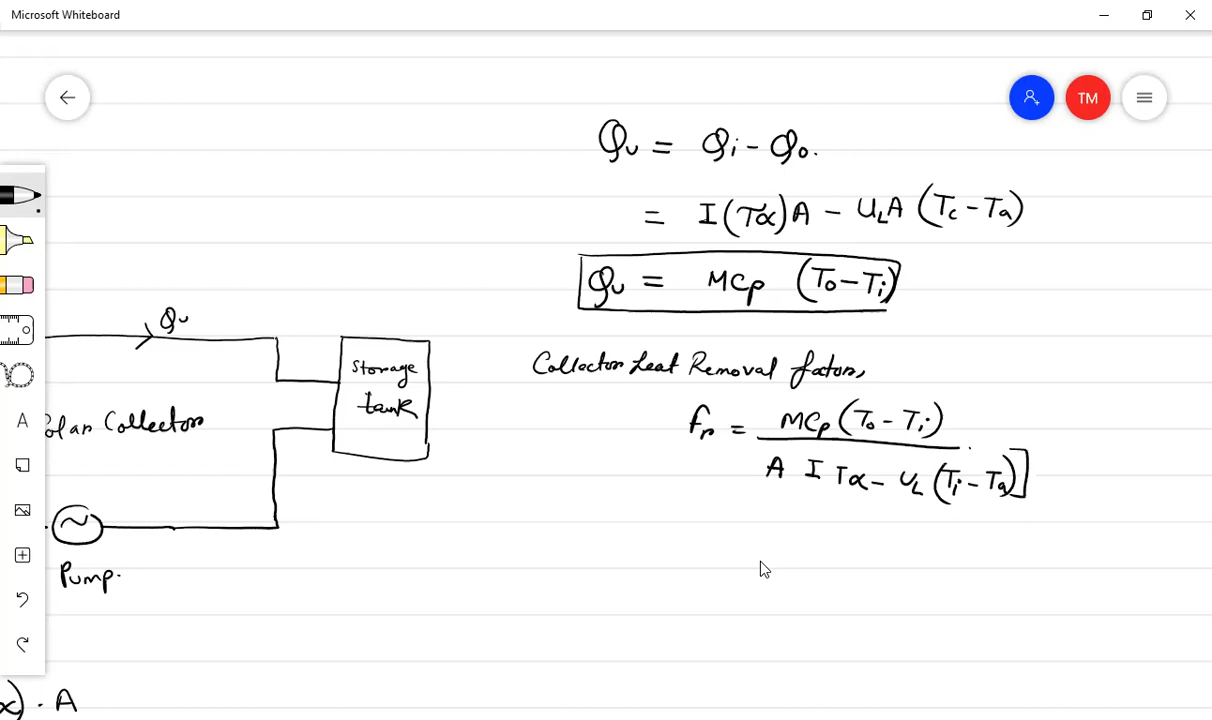 Microsoft Whiteboard
TM
Qu = Qi - Qo.
= I(τα)A - ULA (Tc - Ta)
Qu = MCp (To - Ti)
Collector Heat Removal factor,
fr = MCp (To - Ti)
A I τα - UL (Ti - Ta)]
Qu
Storage
tank
Solar Collector
Pump.
α) . A
A